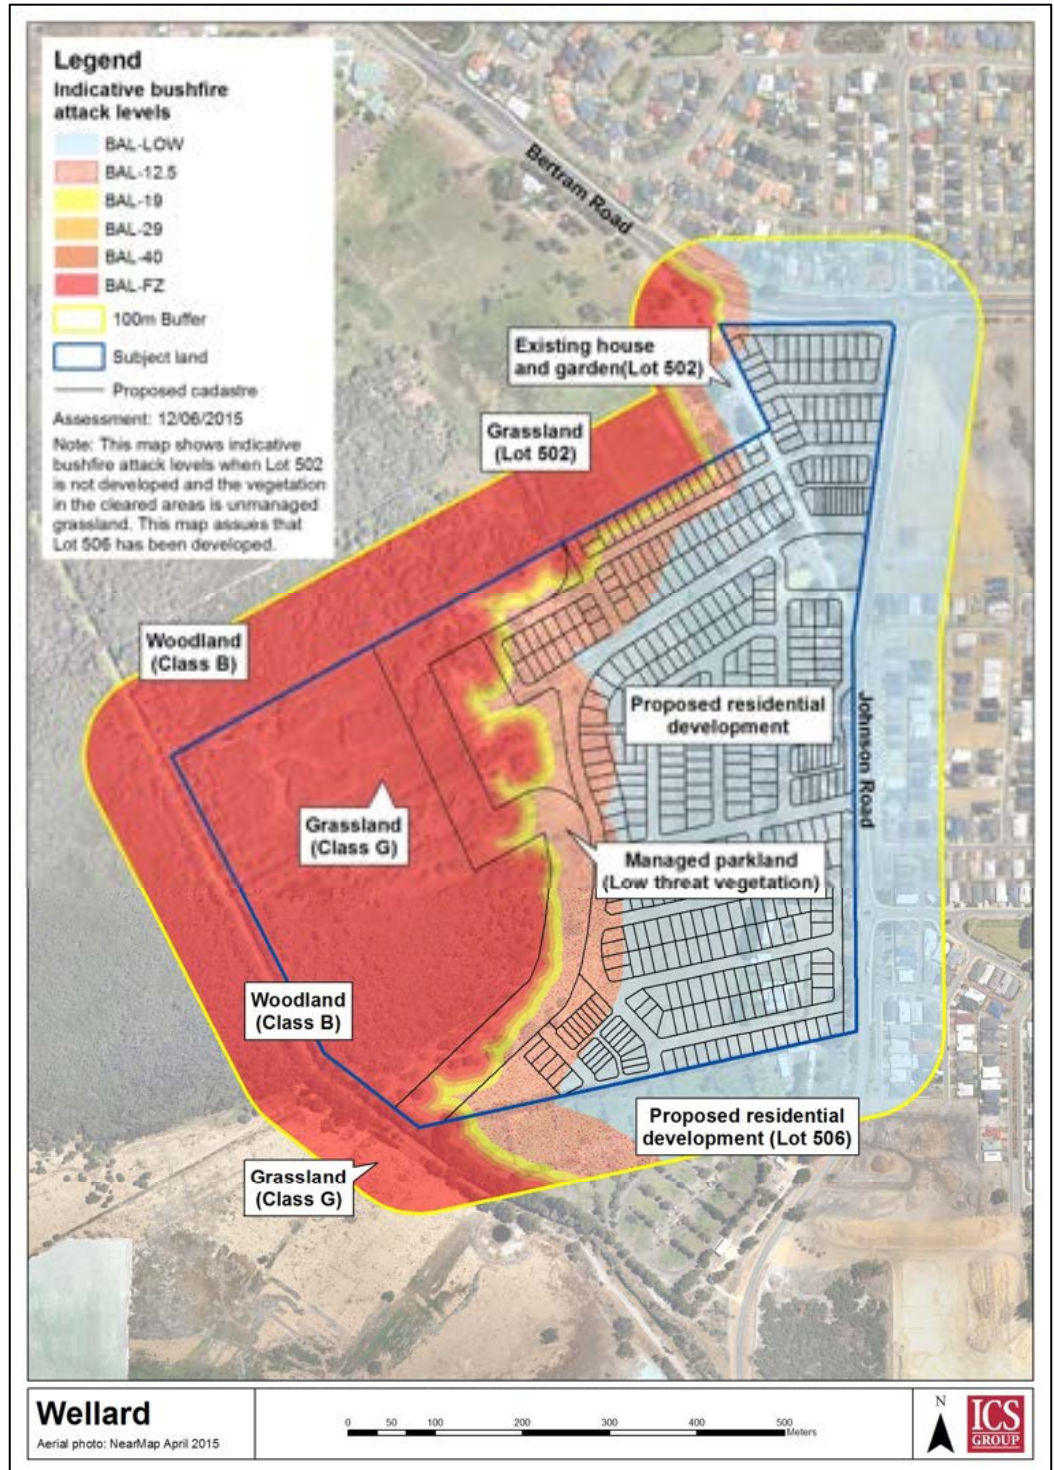 Legend
Indicative bushfire
attack levels
BAL-LOW
BAL-12.5
BAL-19
BAL-29
BAL-40
BAL-FZ
100m Buffer
Subject land
Proposed cadastre
Assessment: 12/06/2015
Note: This map shows indicative
bushfire attack levels when Lot 502
is not developed and the vegetation
in the cleared areas is unmanaged
grassland. This map assues that
Lot 506 has been developed.
Bertram Road
Existing house
and garden(Lot 502)
Grassland
(Lot 502)
Woodland
(Class B)
Proposed residential
development
Johnson Road
Grassland
(Class G)
Managed parkland
(Low threat vegetation)
Woodland
(Class B)
Proposed residential
development (Lot 506)
Grassland
(Class G)
Wellard
Aerial photo: NearMap April 2015
0 50 100 200 300 400 500
Meters
N
ICS
GROUP